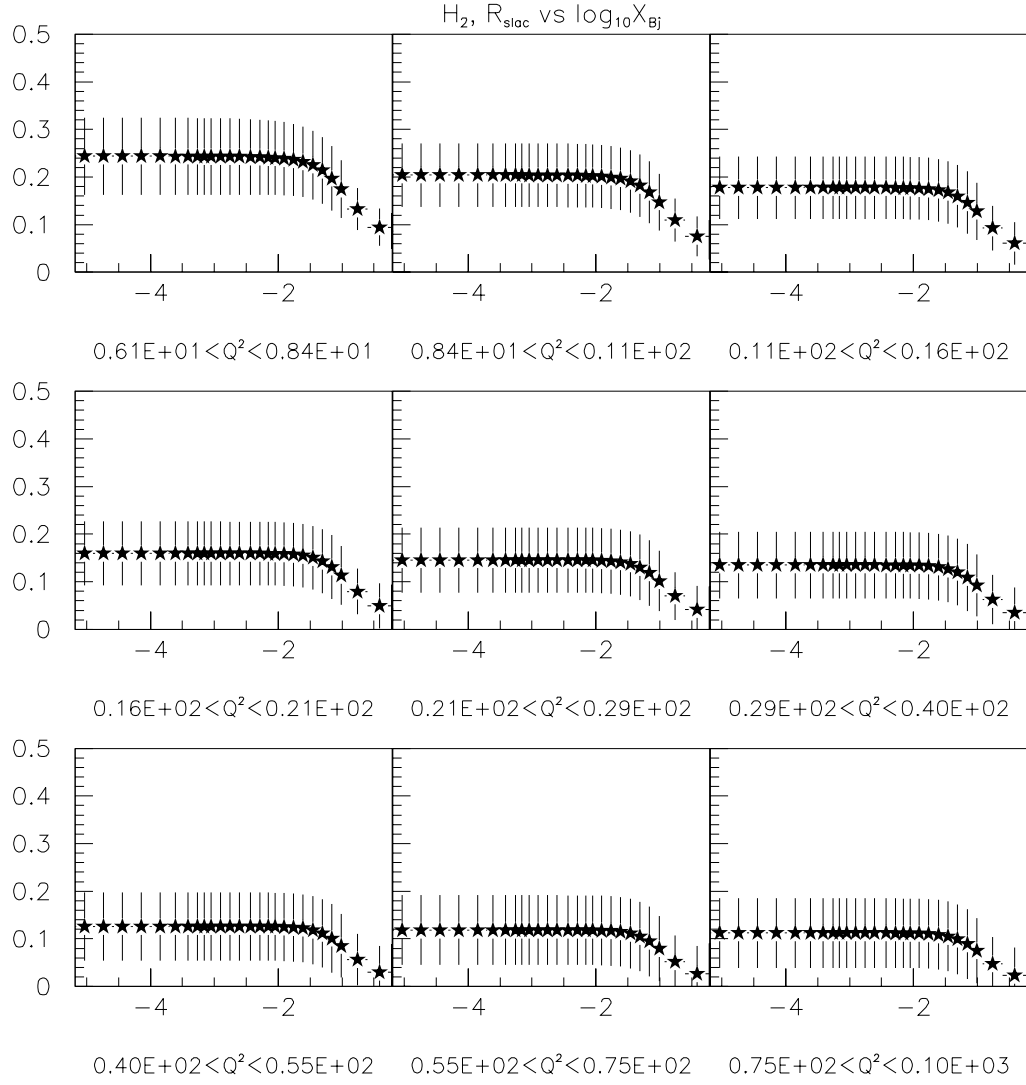 H₂, R_slac vs log₁₀X_Bj
0.5
0.4
0.3
0.2
0.1
0
−4 −2 −4 −2 −4 −2
0.61E+01<Q²<0.84E+01 0.84E+01<Q²<0.11E+02 0.11E+02<Q²<0.16E+02
0.5
0.4
0.3
0.2
0.1
0
−4 −2 −4 −2 −4 −2
0.16E+02<Q²<0.21E+02 0.21E+02<Q²<0.29E+02 0.29E+02<Q²<0.40E+02
0.5
0.4
0.3
0.2
0.1
0
−4 −2 −4 −2 −4 −2
0.40E+02<Q²<0.55E+02 0.55E+02<Q²<0.75E+02 0.75E+02<Q²<0.10E+03